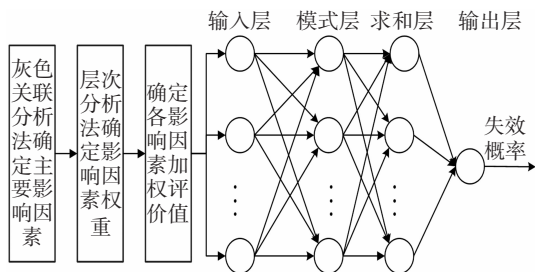 输入层
模式层
求和层
输出层
灰色
关联
分析
法确
定主
要影
响因
素
层次
分析
法确
定影
响因
素权
重
确定
各影
响因
素加
权评
价值
失效
概率